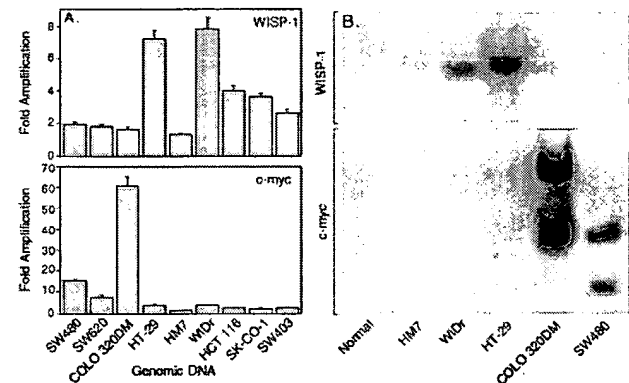 A.
WISP-1
Fold Amplification
8
6
4
2
0
c-myc
Fold Amplification
70
60
50
40
30
20
10
0
SW480
SW620
COLO 320DM
HT-29
HM7
WiDr
HCT 116
SK-CO-1
SW403
Genomic DNA
B.
WISP-1
c-myc
Normal
HM7
WiDr
HT-29
COLO 320DM
SW480